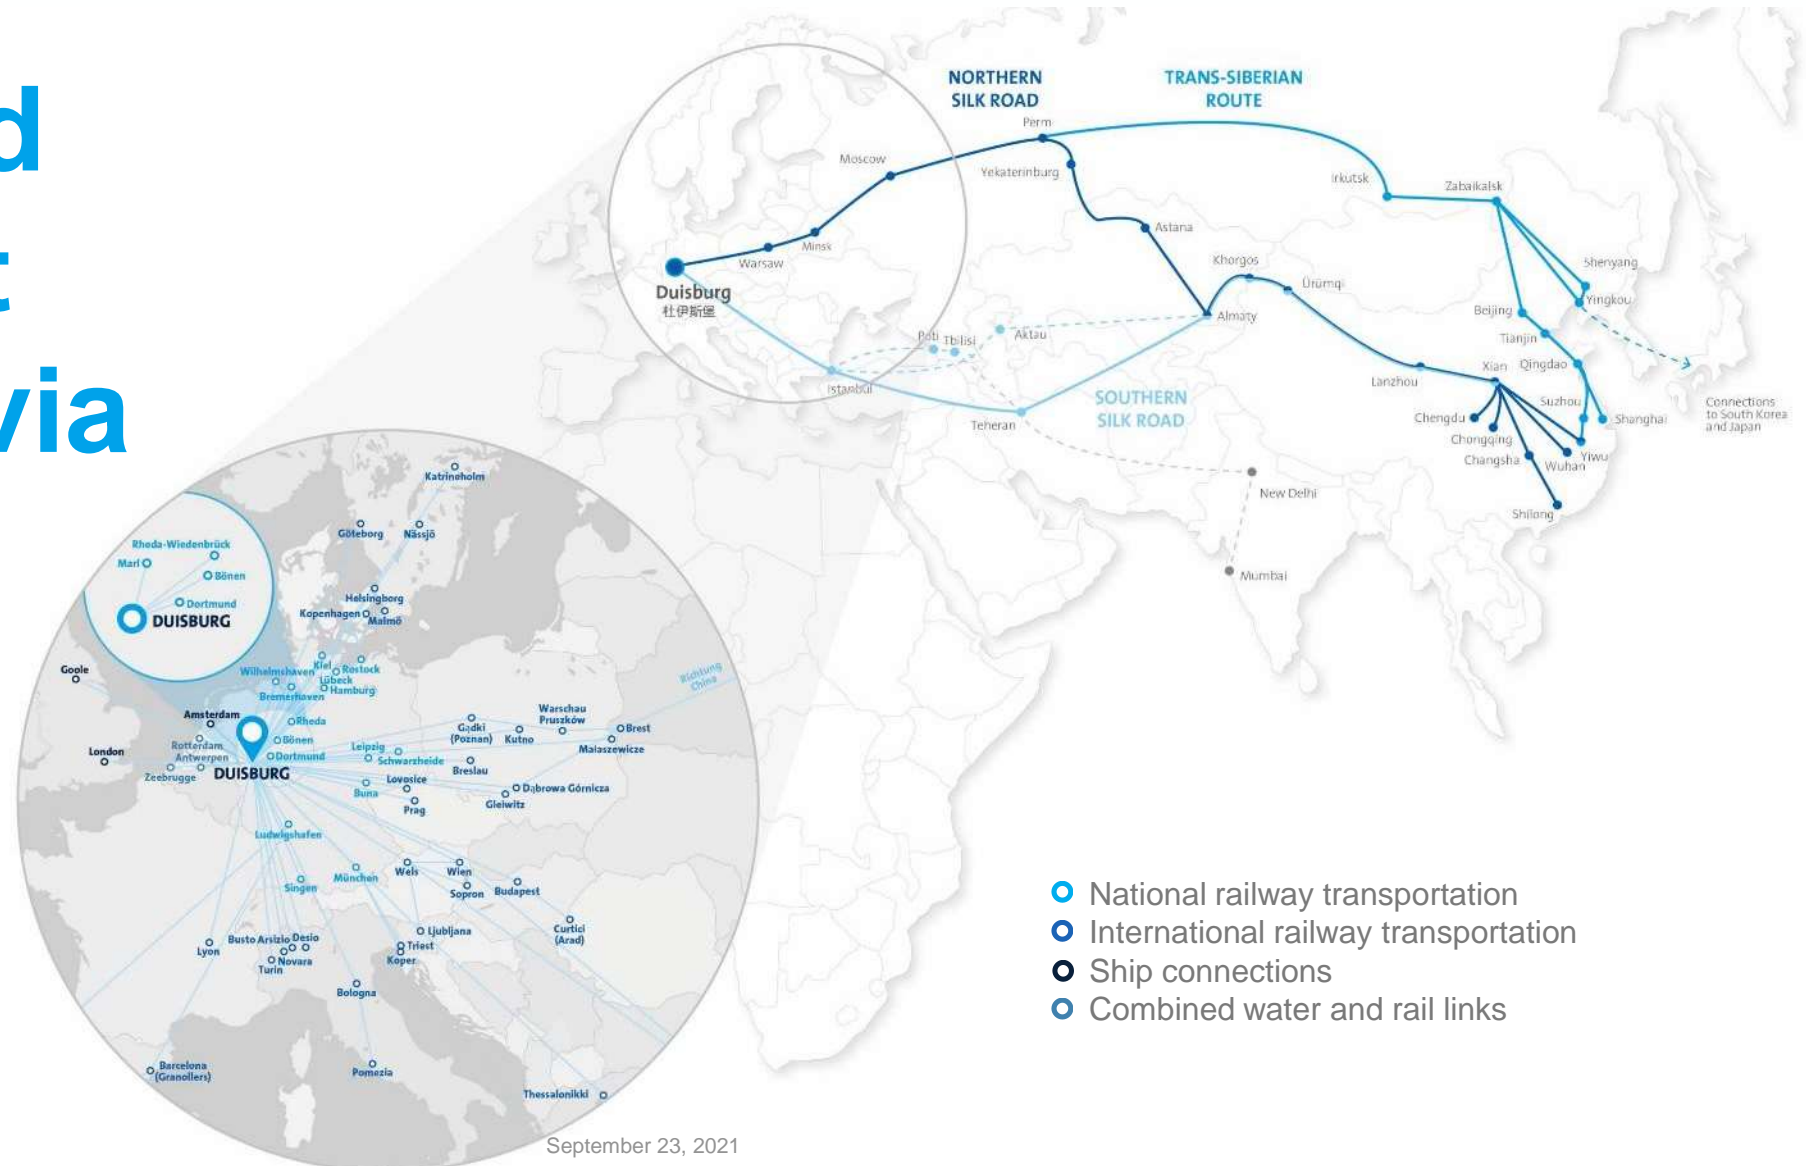 d
t
via
NORTHERN
SILK ROAD
TRANS-SIBERIAN
ROUTE
Perm
Moscow
Yekaterinburg
Irkutsk
Zabaikalsk
Astana
Minsk
Warsaw
Khorgos
Shenyang
Ürümqi
Duisburg
杜伊斯堡
Yingkou
Beijing
Almaty
Poti
Tbilisi
Aktau
Tianjin
Xian
Qingdao
Istanbul
Lanzhou
SOUTHERN
SILK ROAD
Suzhou
Connections
to South Korea
and Japan
Teheran
Chengdu
Shanghai
Chongqing
Changsha
Wuhan
Yiwu
New Delhi
Shilong
Mumbai
Katrineholm
Göteborg
Nässjö
Rheda-Wiedenbrück
Marl
Bönen
Dortmund
DUISBURG
Helsingborg
Kopenhagen
Malmö
Goole
Wilhelmshaven
Kiel
Rostock
Lübeck
Hamburg
Bremerhaven
Richtung
China
Amsterdam
Rheda
Warschau
Pruszków
Gądki
(Poznan)
Kutno
Brest
Małaszewicze
London
Rotterdam
Bönen
Leipzig
Antwerpen
Dortmund
Schwarzheide
Zeebrugge
DUISBURG
Breslau
Lovosice
Buna
Prag
Dąbrowa Górnicza
Gleiwitz
Ludwigshafen
Singen
München
Wels
Wien
Sopron
Budapest
Lyon
Busto Arsizio
Desio
Novara
Turin
Ljubljana
Triest
Koper
Curtici
(Arad)
Bologna
Barcelona
(Granollers)
Pomezia
Thessalonikki
National railway transportation
International railway transportation
Ship connections
Combined water and rail links
September 23, 2021